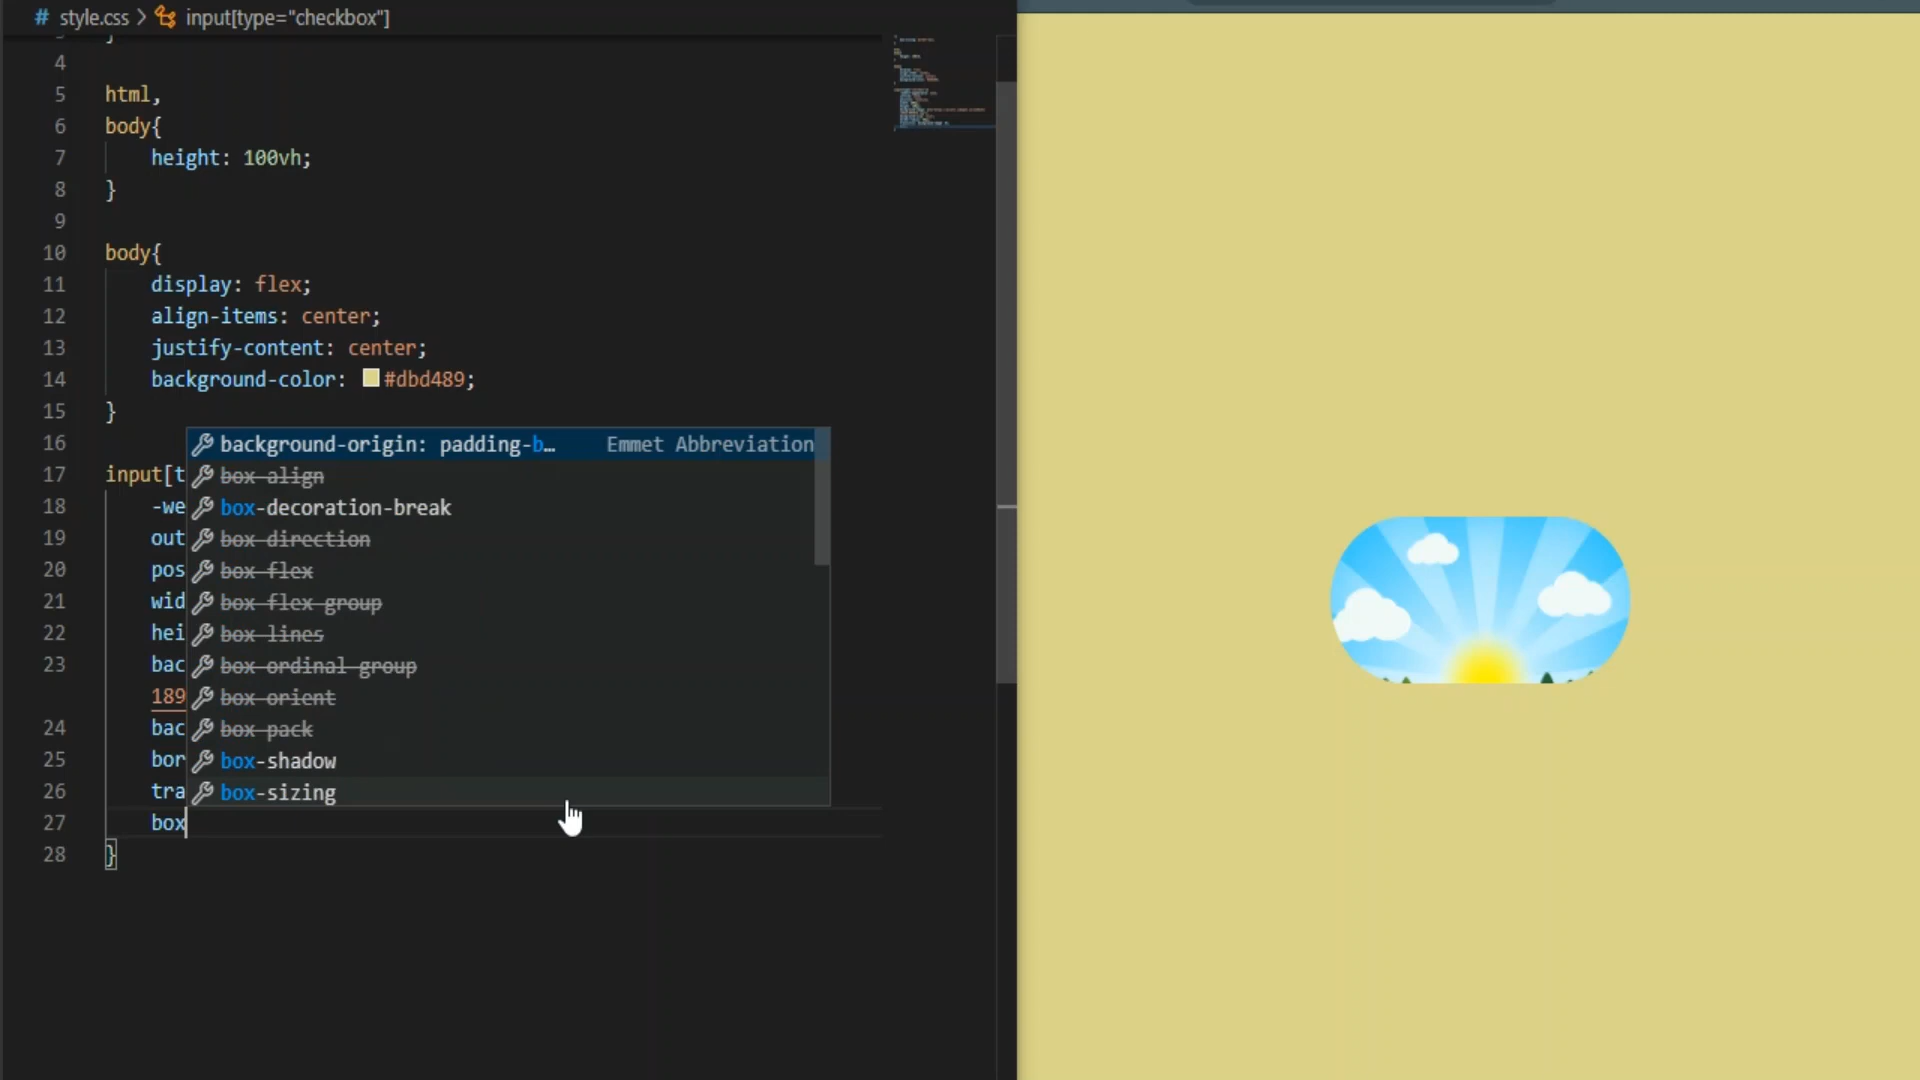 # style.css > input[type="checkbox"]
4
5 html,
6 body{
7 height: 100vh;
8 }
9
10 body{
11 display: flex;
12 align-items: center;
13 justify-content: center;
14 background-color: #dbd489;
15 }
16
background-origin: padding-b… Emmet Abbreviation
17 input[t
box-align
18 -we
box-decoration-break
19 out
box-direction
20 pos
box-flex
21 wid
box-flex-group
22 hei
box-lines
23 bac
box-ordinal-group
189
box-orient
24 bac
box-pack
25 bor
box-shadow
26 tra
box-sizing
27 box
28 }